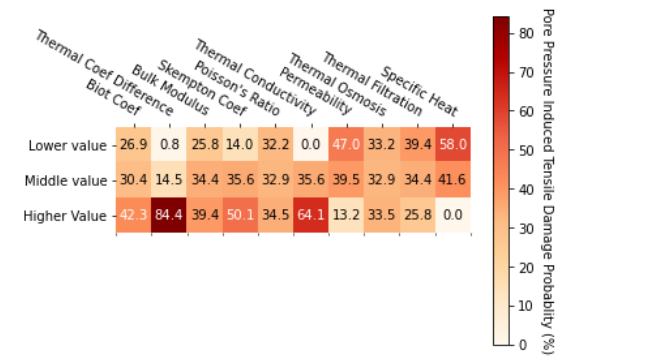 Biot Coef
Thermal Coef Difference
Bulk Modulus
Skempton Coef
Poisson's Ratio
Thermal Conductivity
Permeability
Thermal Osmosis
Thermal Filtration
Specific Heat
Lower value 26.9 0.8 25.8 14.0 32.2 0.0 47.0 33.2 39.4 58.0
Middle value 30.4 14.5 34.4 35.6 32.9 35.6 39.5 32.9 34.4 41.6
Higher Value 42.3 84.4 39.4 50.1 34.5 64.1 13.2 33.5 25.8 0.0
80
70
60
50
40
30
20
10
0
Pore Pressure Induced Tensile Damage Probablity (%)